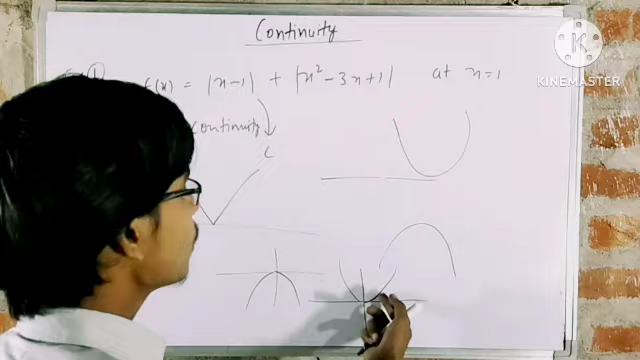 Continuity
f(x) = |x-1| + |x² - 3x + 1| at x=1
Continuity
C
K
KINEMASTER